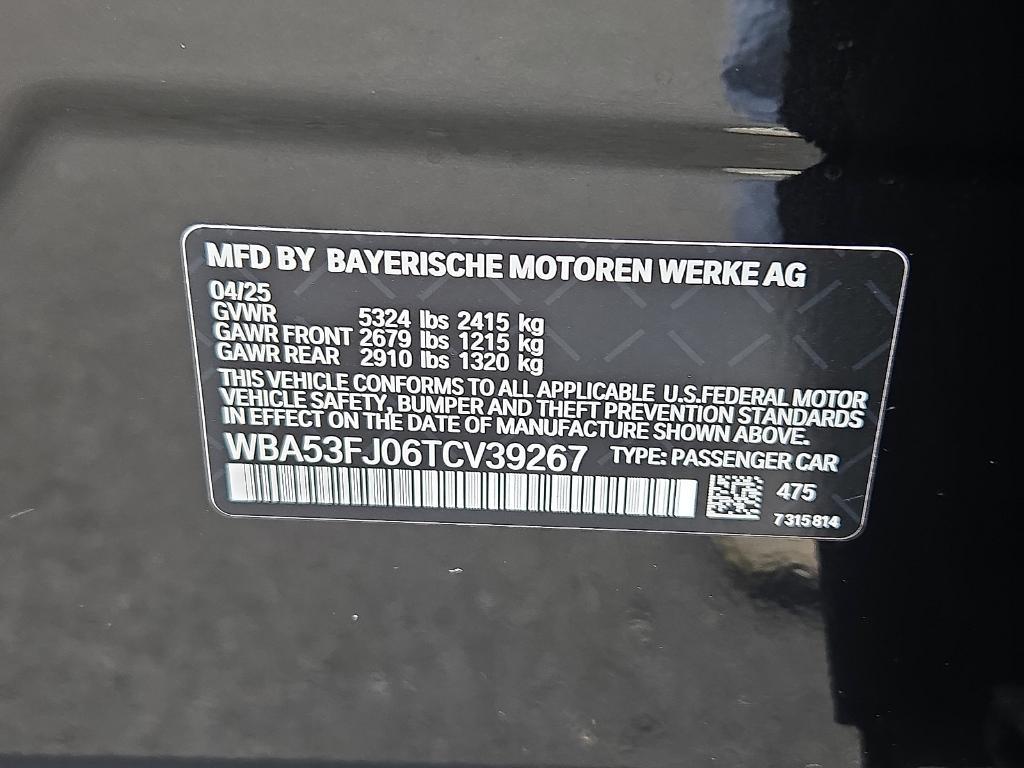 MFD BY BAYERISCHE MOTOREN WERKE AG
04/25
GVWR 5324 lbs 2415 kg
GAWR FRONT 2679 lbs 1215 kg
GAWR REAR 2910 lbs 1320 kg
THIS VEHICLE CONFORMS TO ALL APPLICABLE U.S.FEDERAL MOTOR
VEHICLE SAFETY, BUMPER AND THEFT PREVENTION STANDARDS
IN EFFECT ON THE DATE OF MANUFACTURE SHOWN ABOVE.
WBA53FJ06TCV39267 TYPE: PASSENGER CAR
475
7315814